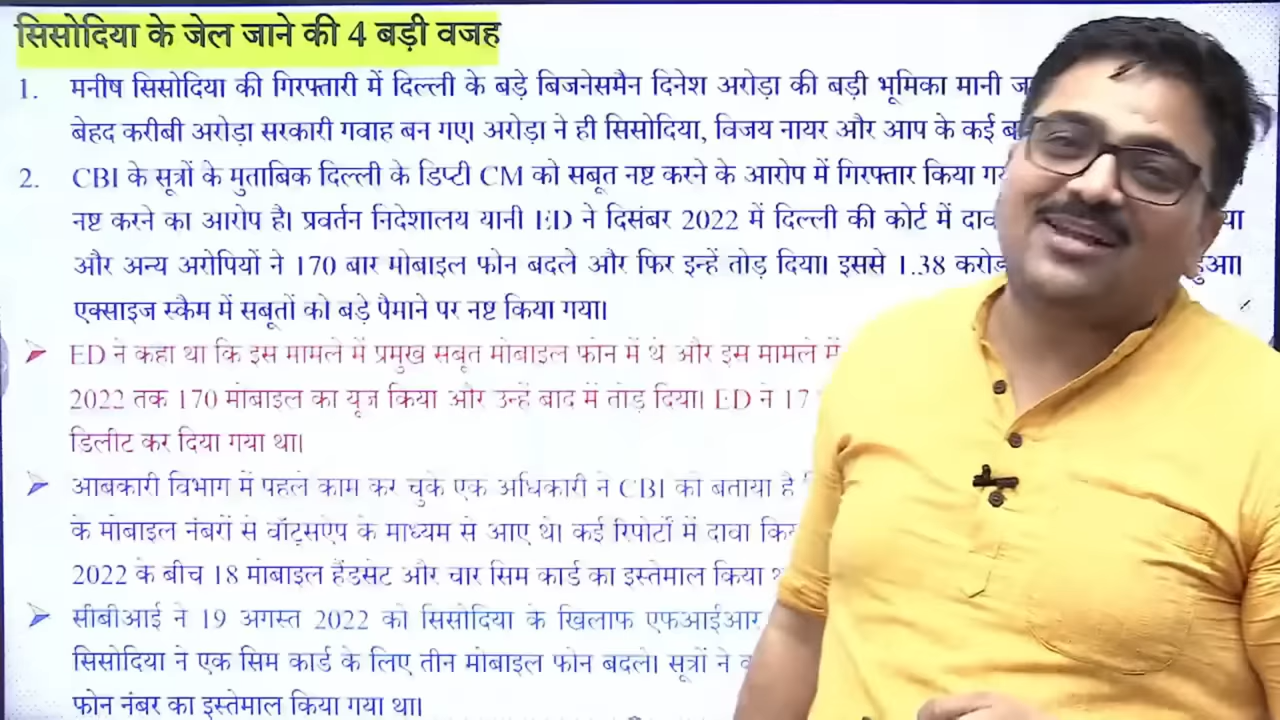 सिसोदिया के जेल जाने की 4 बड़ी वजह
1. मनीष सिसोदिया की गिरफ्तारी में दिल्ली के बड़े बिजनेसमैन दिनेश अरोड़ा की बड़ी भूमिका मानी
बेहद करीबी अरोड़ा सरकारी गवाह बन गए। अरोड़ा ने ही सिसोदिया, विजय नायर और आप के कई
2. CBI के सूत्रों के मुताबिक दिल्ली के डिप्टी CM को सबूत नष्ट करने के आरोप में गिरफ्तार किया
नष्ट करने का आरोप है। प्रवर्तन निदेशालय यानी ED ने दिसंबर 2022 में दिल्ली की कोर्ट में
और अन्य अरोपियों ने 170 बार मोबाइल फोन बदले और फिर इन्हें तोड़ दिया। इससे 1.38 करोड़ हुआ।
एक्साइज स्कैम में सबूतों को बड़े पैमाने पर नष्ट किया गया।
➤ ED ने कहा था कि इस मामले में प्रमुख सबूत मोबाइल फोन में थे और इस मामले में
2022 तक 170 मोबाइल का यूज किया और उन्हें बाद में तोड़ दिया। ED ने 17
डिलीट कर दिया गया था।
➤ आबकारी विभाग में पहले काम कर चुके एक अधिकारी ने CBI को बताया है
के मोबाइल नंबरों से वॉट्सऐप के माध्यम से आए थे। कई रिपोर्टों में दावा
2022 के बीच 18 मोबाइल हैंडसेट और चार सिम कार्ड का इस्तेमाल किया
➤ सीबीआई ने 19 अगस्त 2022 को सिसोदिया के खिलाफ एफआईआर
सिसोदिया ने एक सिम कार्ड के लिए तीन मोबाइल फोन बदले। सूत्रों ने
फोन नंबर का इस्तेमाल किया गया था।